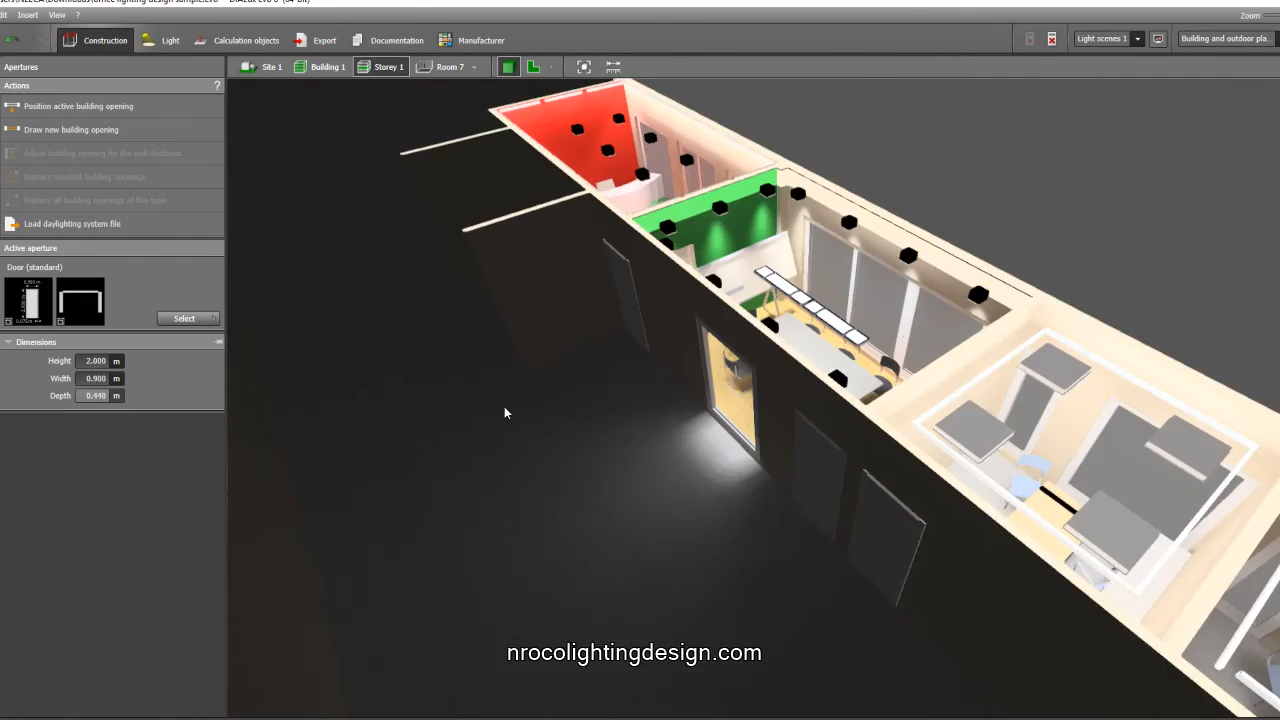 Insert View ?
Zoom
Construction Light Calculation objects Export Documentation Manufacturer Light scenes 1 Building and outdoor pla...
Apertures Site 1 Building 1 Storey 1 Room 7
Actions ?
Position active building opening
Draw new building opening
Adjust building opening for the wall thickness
Replace selected building openings
Replace all building openings of this type
Load daylighting system file
Active aperture
Door (standard)
Select
Dimensions
Height 2.000 m
Width 0.900 m
Depth 0.440 m
nrocolightingdesign.com